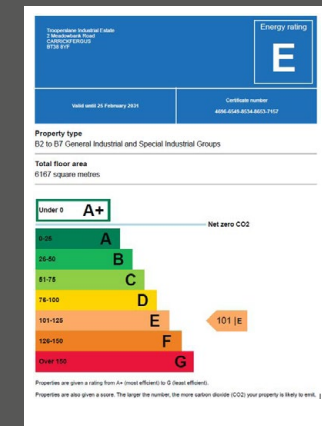 Trooperslane Industrial Estate
2 Meadowbank Road
CARRICKFERGUS
BT38 8YF
Energy rating
E
Valid until 25 February 2031
Certificate number
4696-6549-8534-8603-7157
Property type
B2 to B7 General Industrial and Special Industrial Groups
Total floor area
6167 square metres
Under 0 A+
Net zero CO2
0-25 A
26-50 B
51-75 C
76-100 D
101-125 E
101 | E
126-150 F
Over 150 G
Properties are given a rating from A+ (most efficient) to G (least efficient).
Properties are also given a score. The larger the number, the more carbon dioxide (CO2) your property is likely to emit.